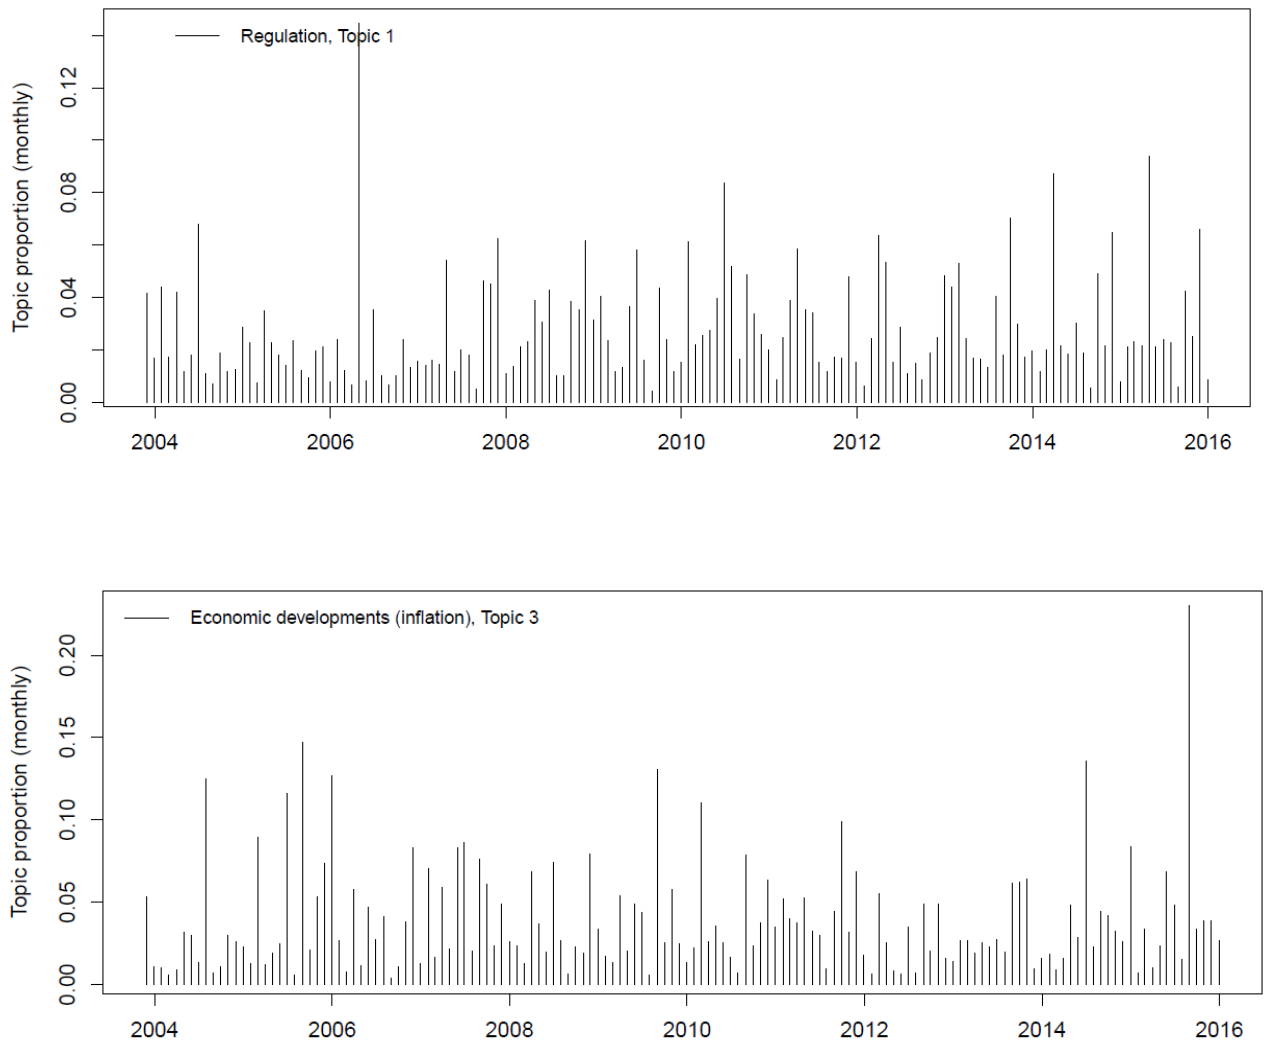 Regulation, Topic 1
Topic proportion (monthly)
0.12
0.08
0.04
0.00
2004 2006 2008 2010 2012 2014 2016
Economic developments (inflation), Topic 3
Topic proportion (monthly)
0.20
0.15
0.10
0.05
0.00
2004 2006 2008 2010 2012 2014 2016